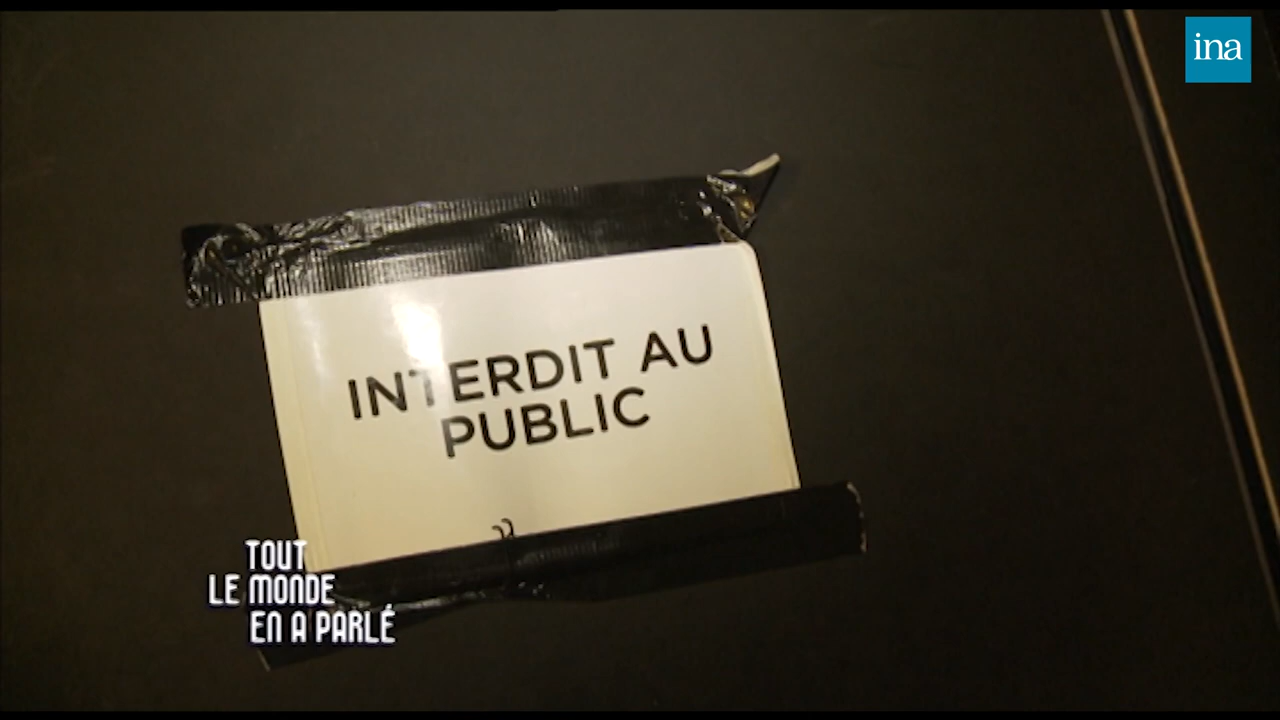 ina
INTERDIT AU
PUBLIC
TOUT
LE MONDE
EN A PARLÉ